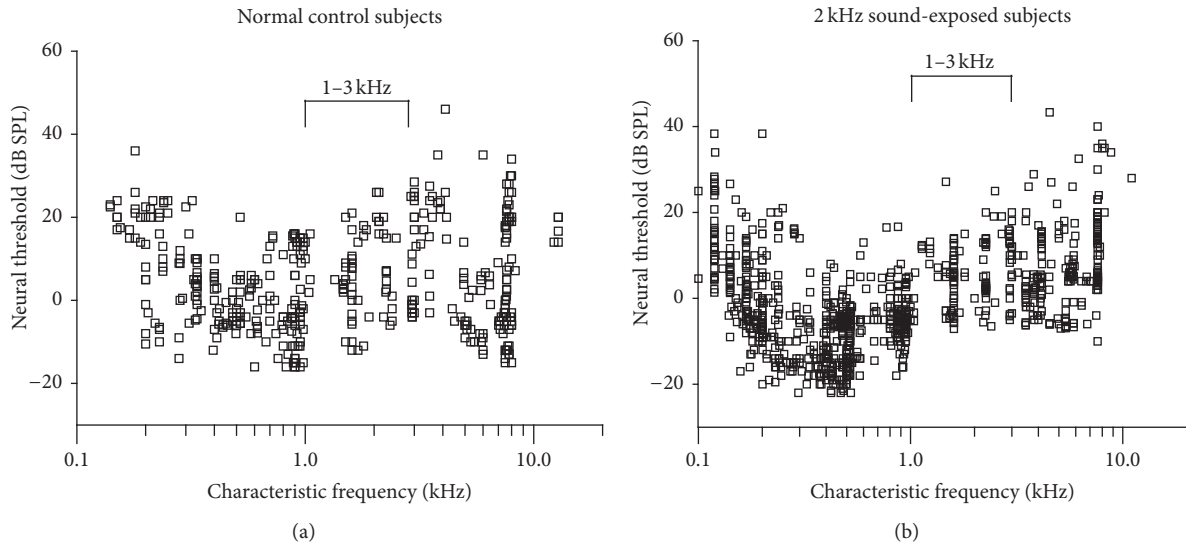 Normal control subjects
60
40
20
0
−20
Neural threshold (dB SPL)
1–3 kHz
0.1
1.0
10.0
Characteristic frequency (kHz)
(a)
2 kHz sound-exposed subjects
60
40
20
0
−20
Neural threshold (dB SPL)
1–3 kHz
0.1
1.0
10.0
Characteristic frequency (kHz)
(b)